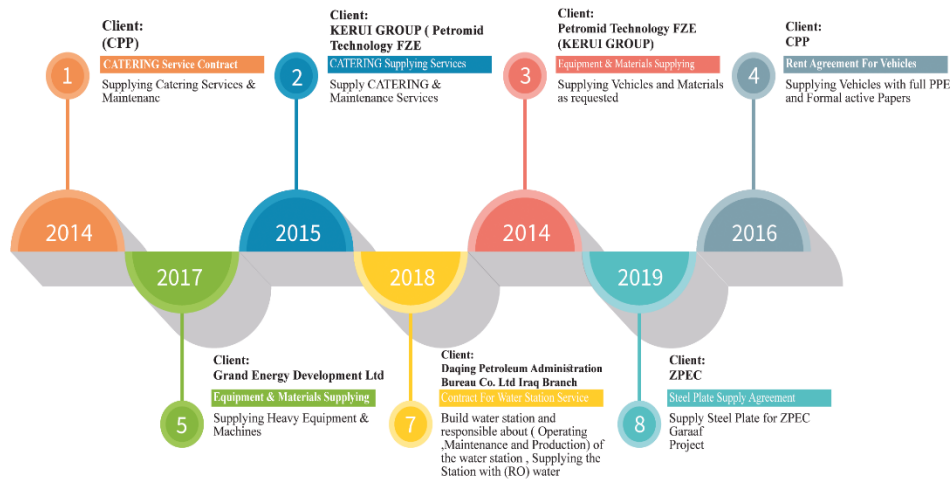 Client:
(CPP)
1
CATERING Service Contract
Supplying Catering Services &
Maintenanc
Client:
KERUI GROUP ( Petromid
Technology FZE
2
CATERING Supplying Services
Supply CATERING &
Maintenance Services
Client:
Petromid Technology FZE
(KERUI GROUP)
3
Equipment & Materials Supplying
Supplying Vehicles and Materials
as requested
Client:
CPP
4
Rent Agreement For Vehicles
Supplying Vehicles with full PPE
and Formal active Papers
2014
2015
2014
2016
2017
2018
2019
Client:
Grand Energy Development Ltd
5
Equipment & Materials Supplying
Supplying Heavy Equipment &
Machines
Client:
Daqing Petroleum Administration
Bureau Co. Ltd Iraq Branch
7
Contract For Water Station Service
Build water station and
responsible about ( Operating
,Maintenance and Production) of
the water station , Supplying the
Station with (RO) water
Client:
ZPEC
8
Steel Plate Supply Agreement
Supply Steel Plate for ZPEC
Garaaf
Project